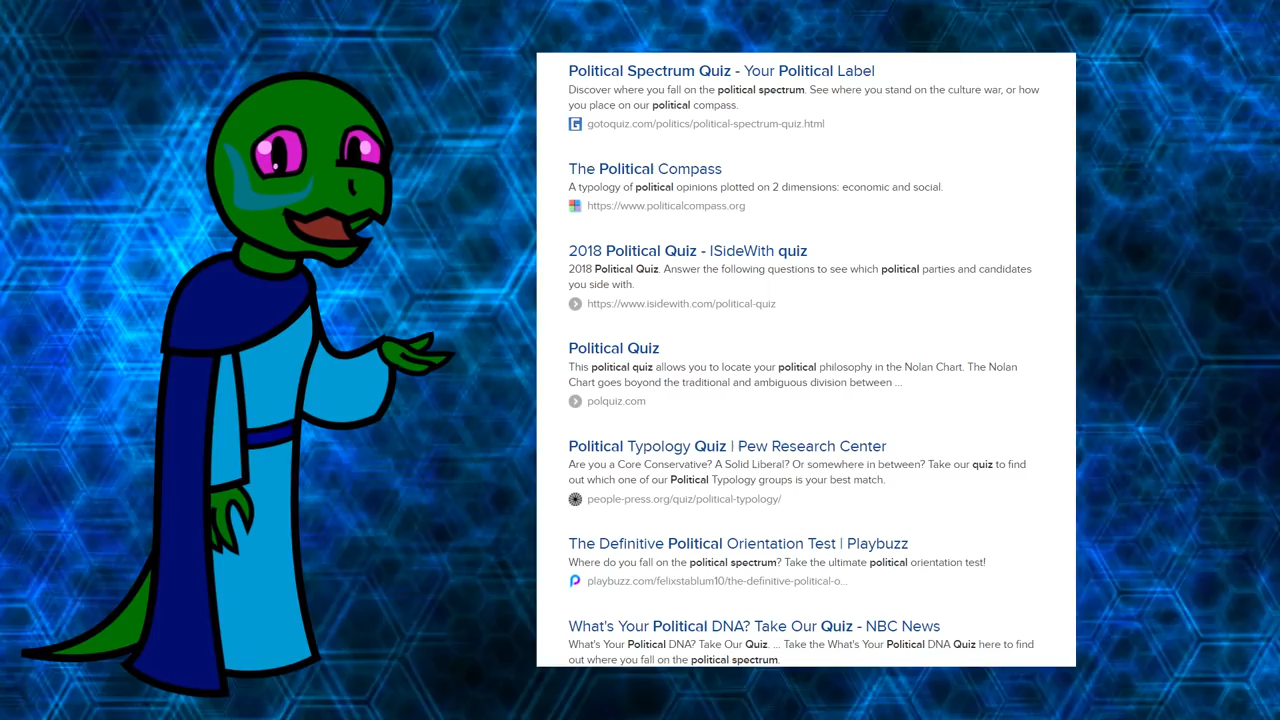 Political Spectrum Quiz - Your Political Label
Discover where you fall on the political spectrum. See where you stand on the culture war, or how
you place on our political compass.
gotoquiz.com/politics/political-spectrum-quiz.html
The Political Compass
A typology of political opinions plotted on 2 dimensions: economic and social.
https://www.politicalcompass.org
2018 Political Quiz - ISideWith quiz
2018 Political Quiz. Answer the following questions to see which political parties and candidates
you side with.
https://www.isidewith.com/political-quiz
Political Quiz
This political quiz allows you to locate your political philosophy in the Nolan Chart. The Nolan
Chart goes boyond the traditional and ambiguous division between ...
polquiz.com
Political Typology Quiz | Pew Research Center
Are you a Core Conservative? A Solid Liberal? Or somewhere in between? Take our quiz to find
out which one of our Political Typology groups is your best match.
people-press.org/quiz/political-typology/
The Definitive Political Orientation Test | Playbuzz
Where do you fall on the political spectrum? Take the ultimate political orientation test!
playbuzz.com/felixstablum10/the-definitive-political-o...
What's Your Political DNA? Take Our Quiz - NBC News
What's Your Political DNA? Take Our Quiz. ... Take the What's Your Political DNA Quiz here to find
out where you fall on the political spectrum.